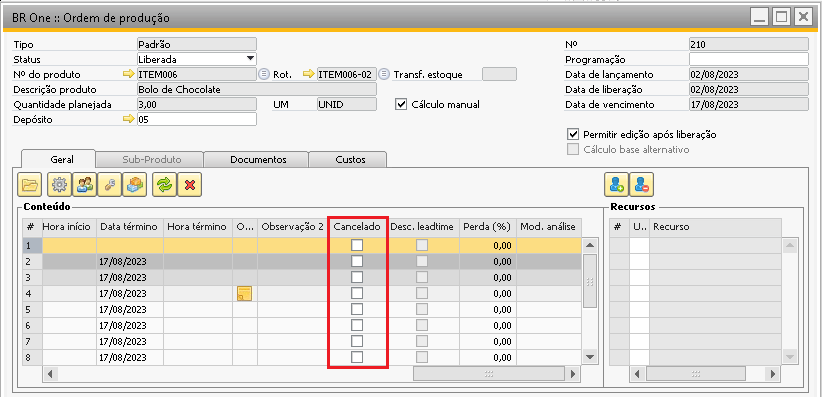 BR One :: Ordem de produção
Tipo Padrão Nº 210
Status Liberada Programação
Nº do produto ITEM006 Rot. ITEM006-02 Transf. estoque Data de lançamento 02/08/2023
Descrição produto Bolo de Chocolate Data de liberação 02/08/2023
Quantidade planejada 3,00 UM UNID Cálculo manual Data de vencimento 17/08/2023
Depósito 05
Permitir edição após liberação
Cálculo base alternativo
Geral Sub-Produto Documentos Custos
Conteúdo Recursos
# Hora início Data término Hora término O... Observação 2 Cancelado Desc. leadtime Perda (%) Mod. análise # U.. Recurso
1 0,00
2 17/08/2023 0,00
3 17/08/2023 0,00
4 17/08/2023 0,00
5 17/08/2023 0,00
6 17/08/2023 0,00
7 17/08/2023 0,00
8 17/08/2023 0,00